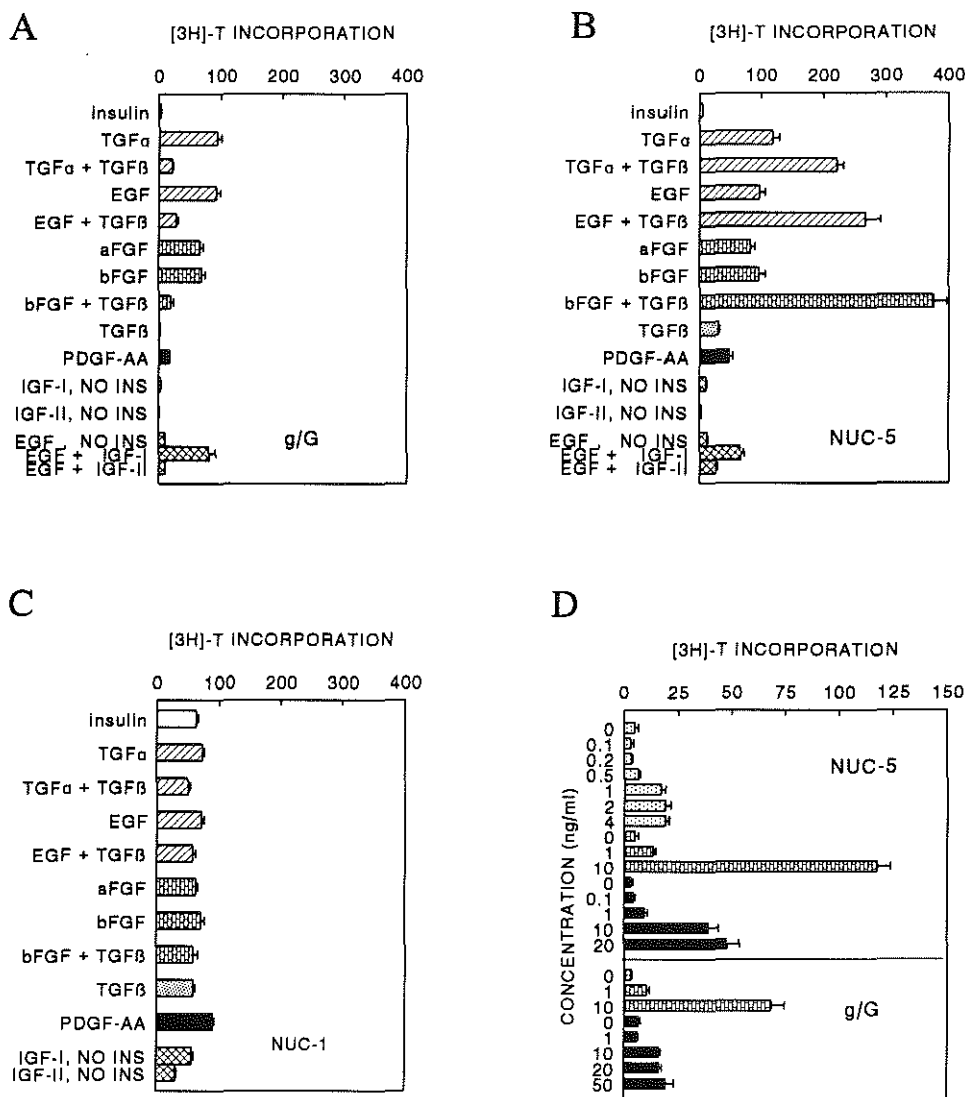 A
[3H]-T INCORPORATION
0 100 200 300 400
insulin
TGFα
TGFα + TGFß
EGF
EGF + TGFß
aFGF
bFGF
bFGF + TGFß
TGFß
PDGF-AA
IGF-I, NO INS
IGF-II, NO INS
EGF, NO INS
EGF + IGF-I
EGF + IGF-II
g/G
B
[3H]-T INCORPORATION
0 100 200 300 400
insulin
TGFα
TGFα + TGFß
EGF
EGF + TGFß
aFGF
bFGF
bFGF + TGFß
TGFß
PDGF-AA
IGF-I, NO INS
IGF-II, NO INS
EGF, NO INS
EGF + IGF-I
EGF + IGF-II
NUC-5
C
[3H]-T INCORPORATION
0 100 200 300 400
insulin
TGFα
TGFα + TGFß
EGF
EGF + TGFß
aFGF
bFGF
bFGF + TGFß
TGFß
PDGF-AA
IGF-I, NO INS
IGF-II, NO INS
NUC-1
D
[3H]-T INCORPORATION
0 25 50 75 100 125 150
CONCENTRATION (ng/ml)
0
0.1
0.2
0.5
1
2
4
0
1
10
0
0.1
1
10
20
NUC-5
0
1
10
0
1
10
20
50
g/G